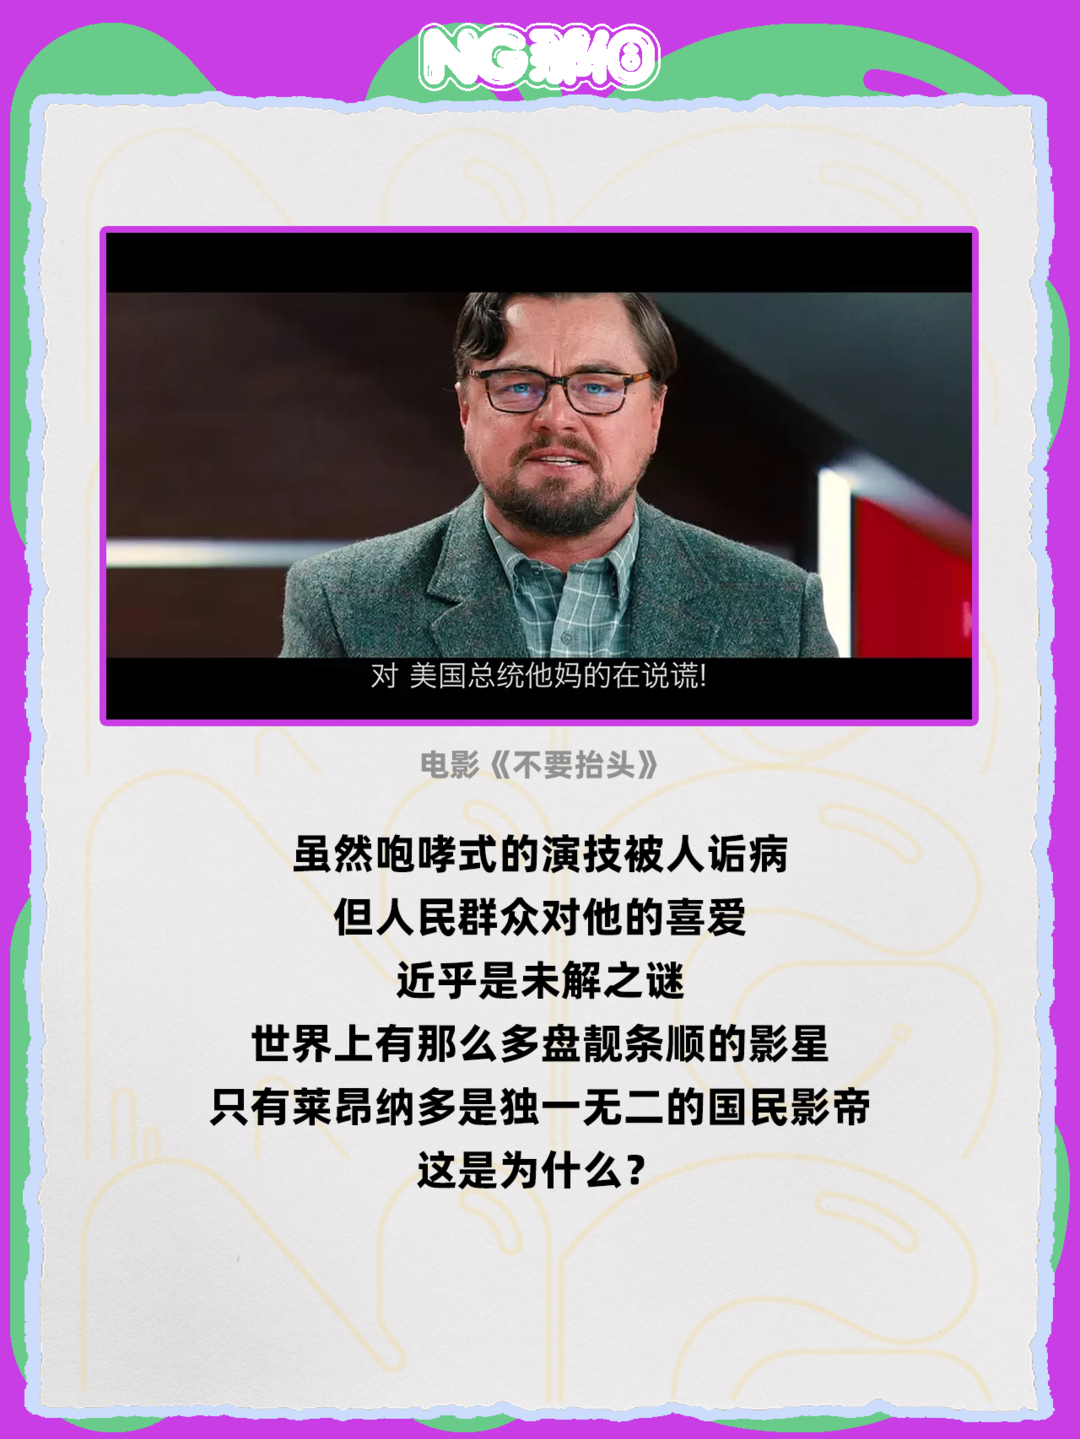 对 美国总统他妈的在说谎!
电影《不要抬头》
虽然咆哮式的演技被人诟病
但人民群众对他的喜爱
近乎是未解之谜
世界上有那么多盘靓条顺的影星
只有莱昂纳多是独一无二的国民影帝
这是为什么？